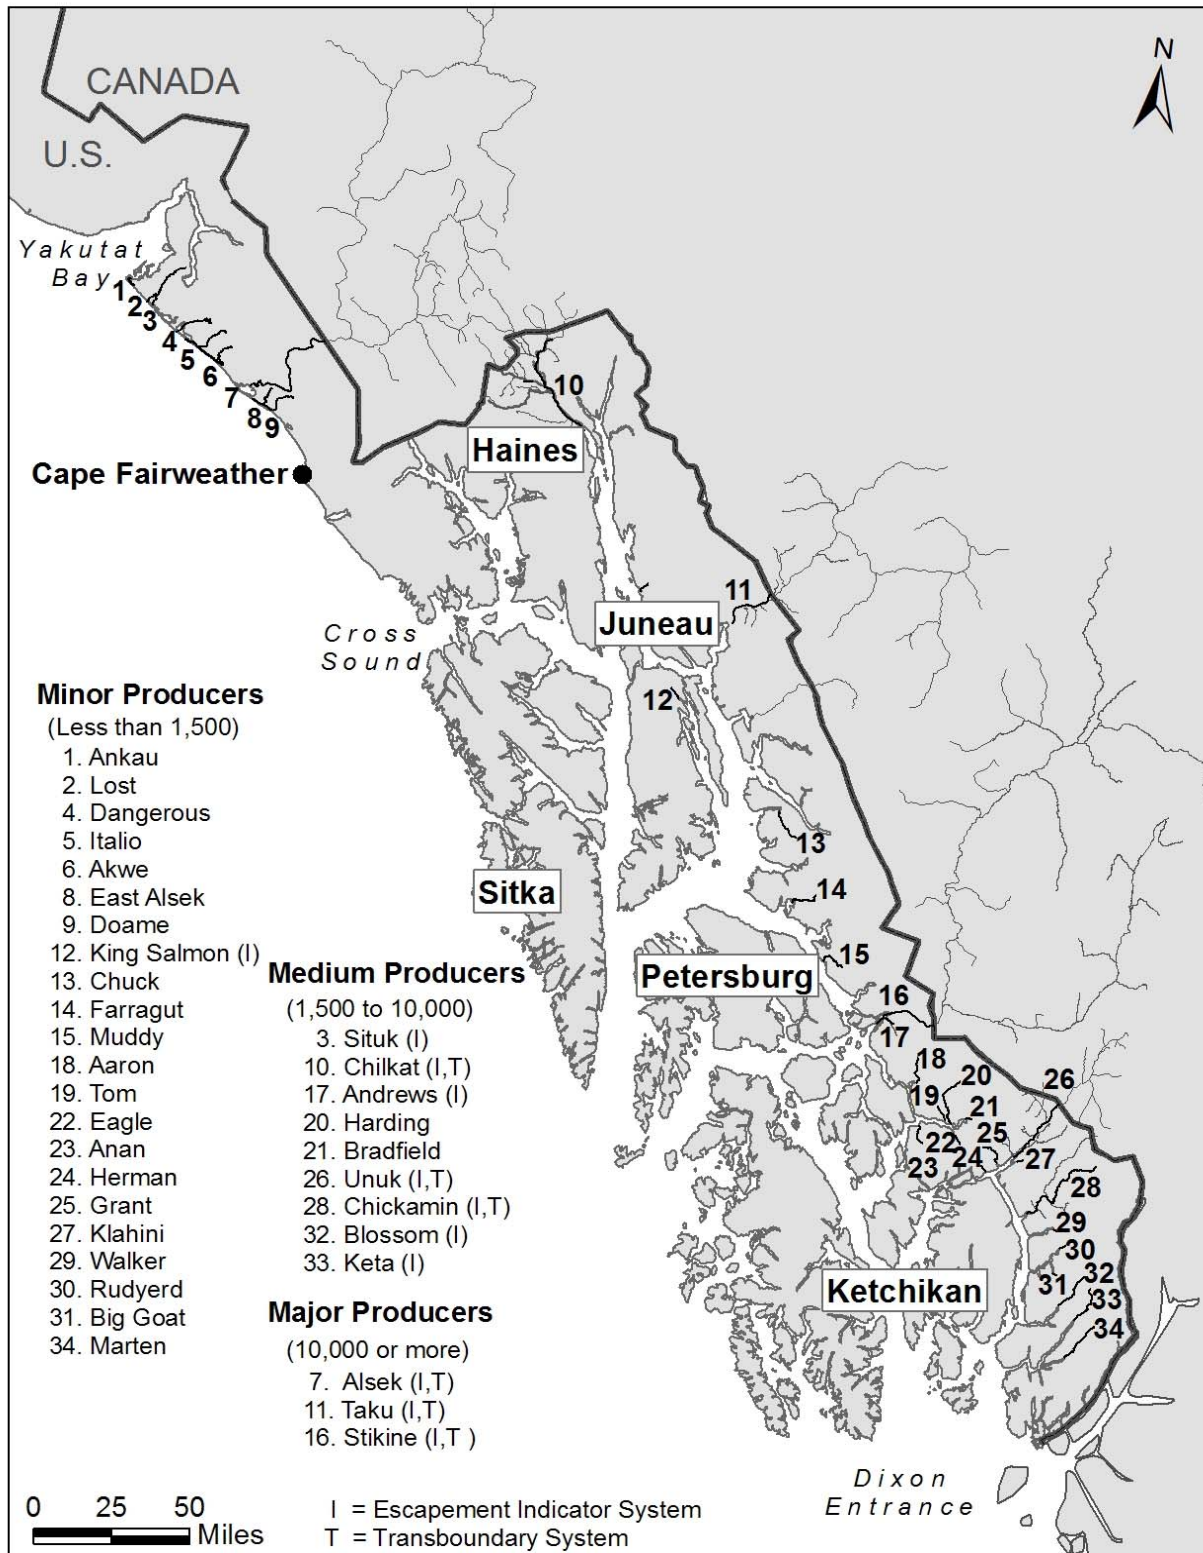 N
CANADA
U.S.
Yakutat
Bay
1
2
3
4
5
6
7
8
9
10
Haines
Cape Fairweather
11
Juneau
Cross
Sound
12
13
14
Sitka
15
Petersburg
16
17
18
19
20
21
22
23
24
25
26
27
28
29
30
31
32
33
34
Ketchikan
Dixon
Entrance
Minor Producers
(Less than 1,500)
1. Ankau
2. Lost
4. Dangerous
5. Italio
6. Akwe
8. East Alsek
9. Doame
12. King Salmon (I)
13. Chuck
14. Farragut
15. Muddy
18. Aaron
19. Tom
22. Eagle
23. Anan
24. Herman
25. Grant
27. Klahini
29. Walker
30. Rudyerd
31. Big Goat
34. Marten
Medium Producers
(1,500 to 10,000)
3. Situk (I)
10. Chilkat (I,T)
17. Andrews (I)
20. Harding
21. Bradfield
26. Unuk (I,T)
28. Chickamin (I,T)
32. Blossom (I)
33. Keta (I)
Major Producers
(10,000 or more)
7. Alsek (I,T)
11. Taku (I,T)
16. Stikine (I,T )
0 25 50
Miles
I = Escapement Indicator System
T = Transboundary System